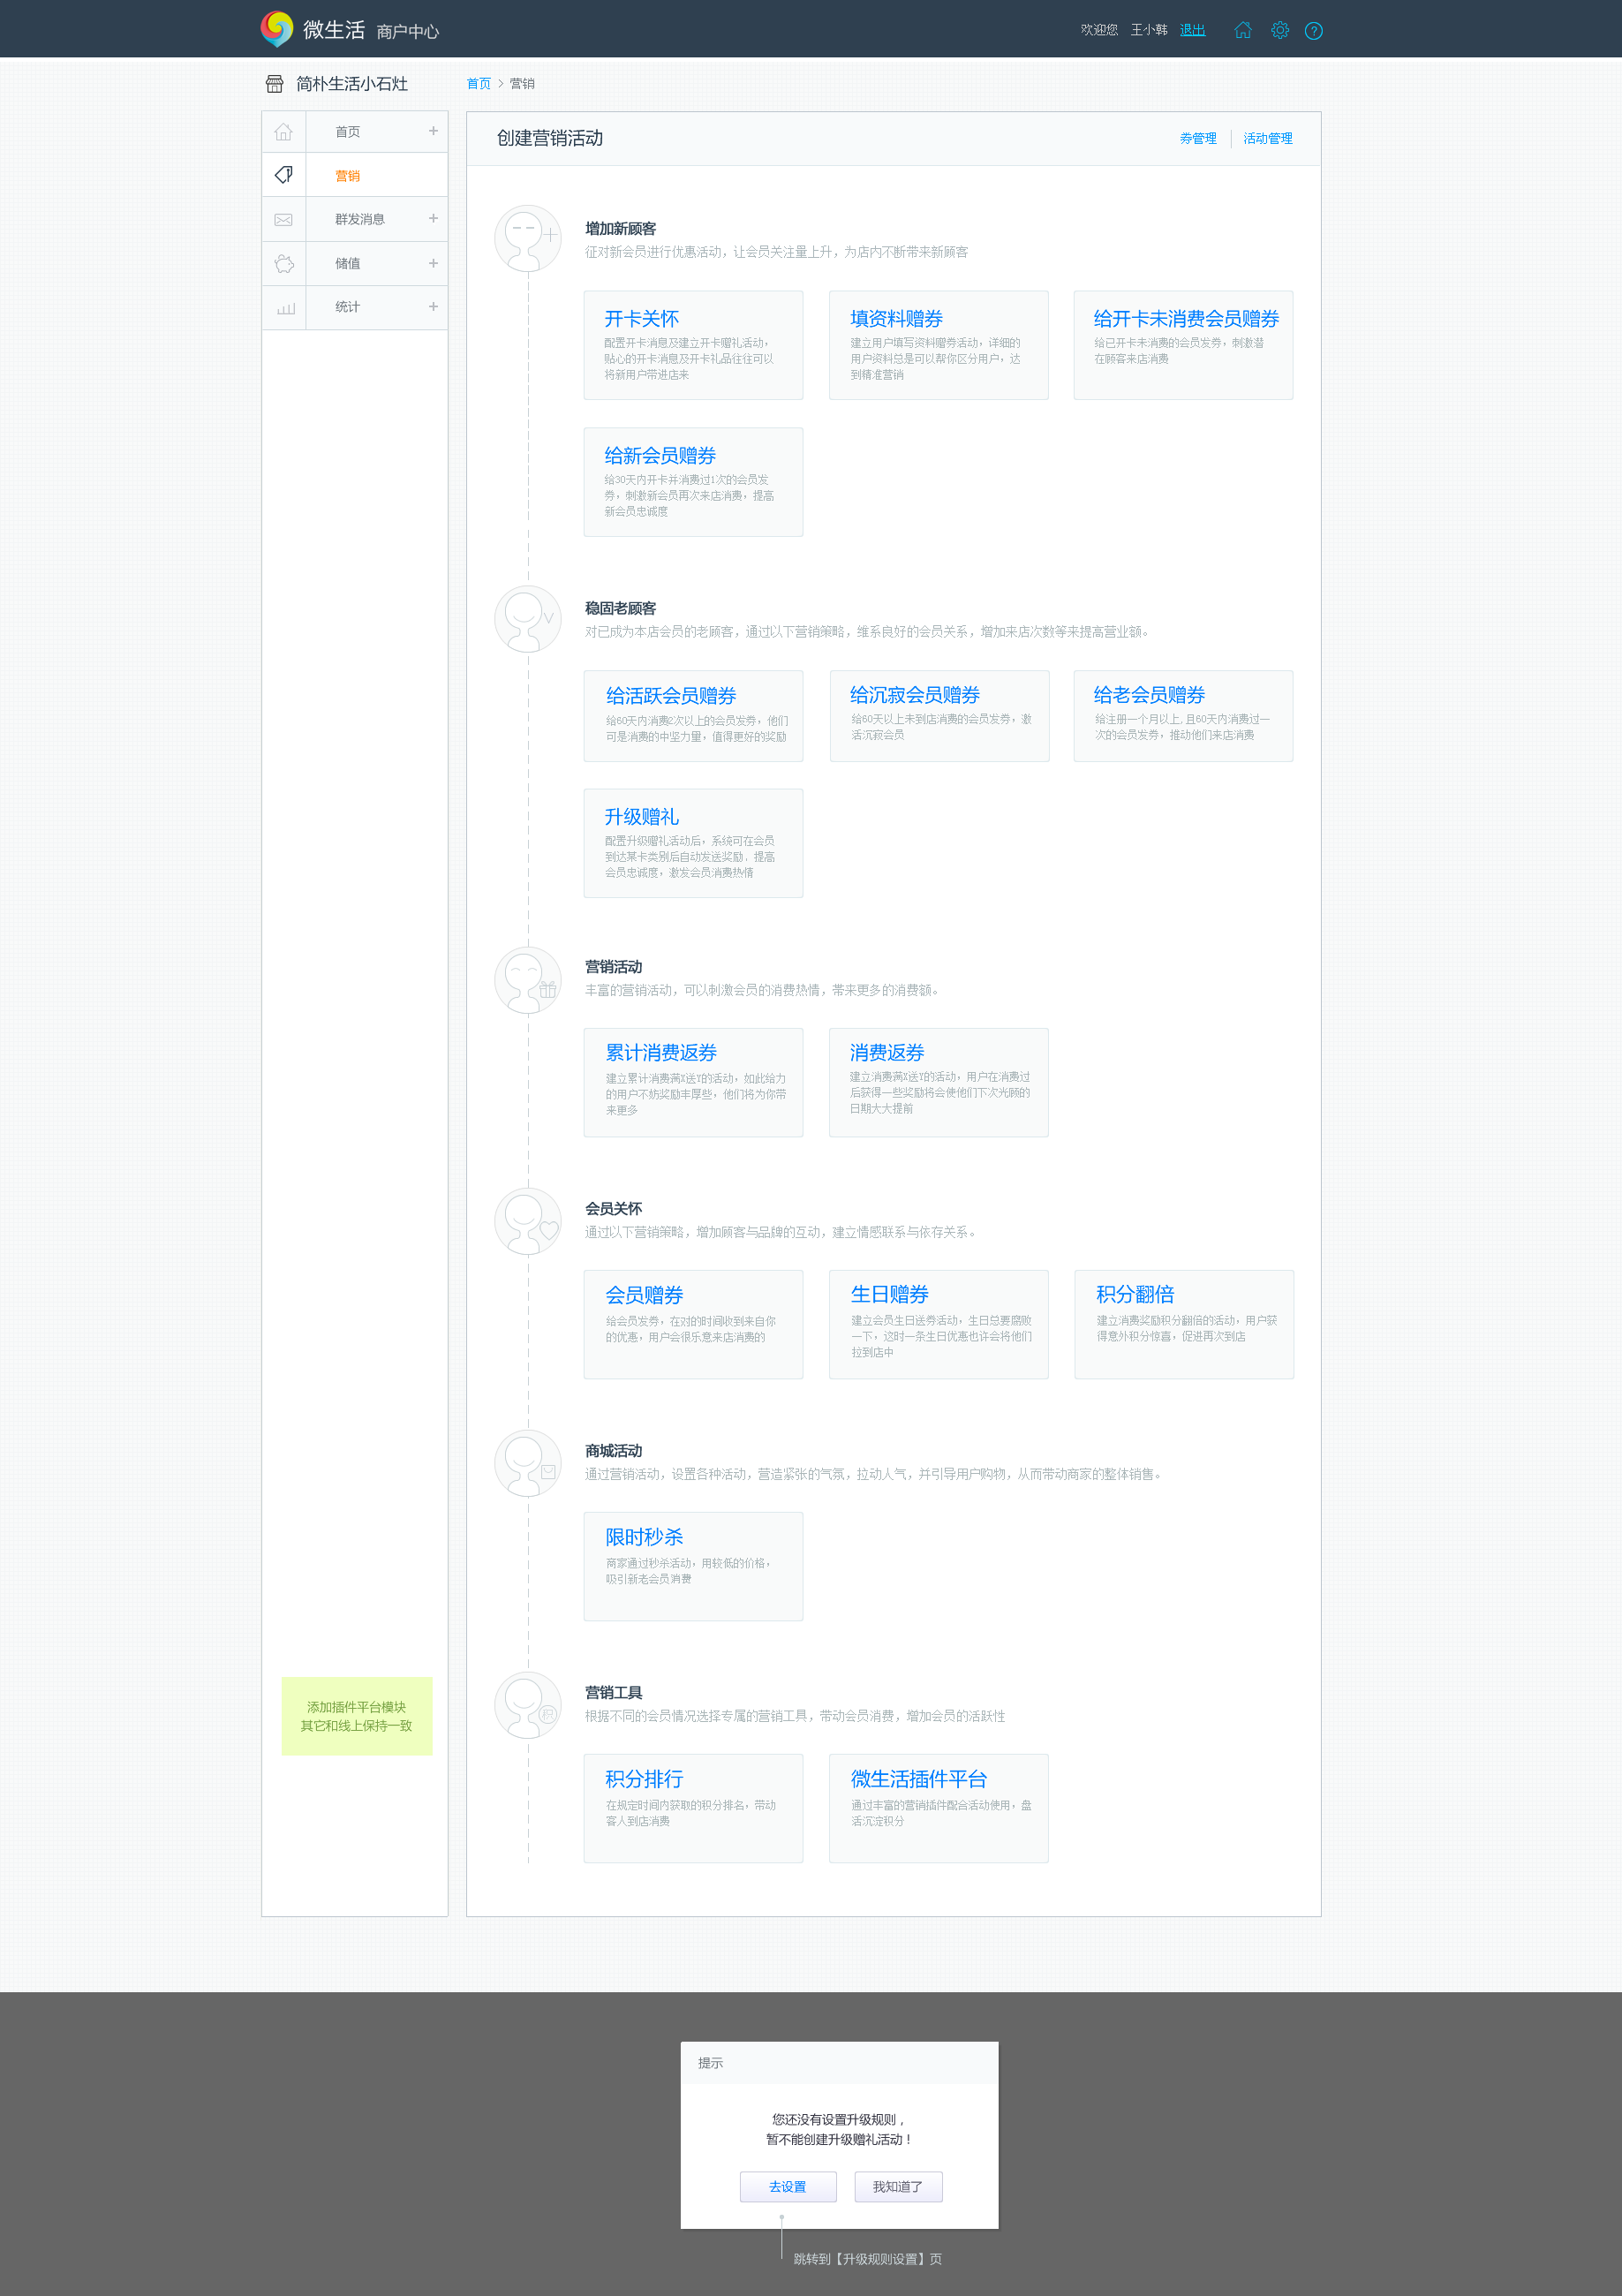 微生活 商户中心
欢迎您 王小韩 退出
简朴生活小石灶
首页 > 营销
首页
营销
群发消息
储值
统计
创建营销活动
券管理 活动管理
增加新顾客
征对新会员进行优惠活动，让会员关注量上升，为店内不断带来新顾客
开卡关怀
配置开卡消息及建立开卡赠礼活动，
贴心的开卡消息及开卡礼品往往可以
将新用户带进店来
填资料赠券
建立用户填写资料赠券活动，详细的
用户资料总是可以帮你区分用户，达
到精准营销
给开卡未消费会员赠券
给已开卡未消费的会员发券，刺激潜
在顾客来店消费
给新会员赠券
给30天内开卡并消费过1次的会员发
券，刺激新会员再次来店消费，提高
新会员忠诚度
稳固老顾客
对已成为本店会员的老顾客，通过以下营销策略，维系良好的会员关系，增加来店次数等来提高营业额。
给活跃会员赠券
给60天内消费2次以上的会员发券，他们
可是消费的中坚力量，值得更好的奖励
给沉寂会员赠券
给60天以上未到店消费的会员发券，激
活沉寂会员
给老会员赠券
给注册一个月以上，且60天内消费过一
次的会员发券，推动他们来店消费
升级赠礼
配置升级赠礼活动后，系统可在会员
到达某卡类别后自动发送奖励，提高
会员忠诚度，激发会员消费热情
营销活动
丰富的营销活动，可以刺激会员的消费热情，带来更多的消费额。
累计消费返券
建立累计消费满X送Y的活动，如此给力
的用户不妨奖励丰厚些，他们将为你带
来更多
消费返券
建立消费满X送Y的活动，用户在消费过
后获得一些奖励将会使他们下次光顾的
日期大大提前
会员关怀
通过以下营销策略，增加顾客与品牌的互动，建立情感联系与依存关系。
会员赠券
给会员发券，在对的时间收到来自你
的优惠，用户会很乐意来店消费的
生日赠券
建立会员生日送券活动，生日总要腐败
一下，这时一条生日优惠也许会将他们
拉到店中
积分翻倍
建立消费奖励积分翻倍的活动，用户获
得意外积分惊喜，促进再次到店
商城活动
通过营销活动，设置各种活动，营造紧张的气氛，拉动人气，并引导用户购物，从而带动商家的整体销售。
限时秒杀
商家通过秒杀活动，用较低的价格，
吸引新老会员消费
积
营销工具
根据不同的会员情况选择专属的营销工具，带动会员消费，增加会员的活跃性
积分排行
在规定时间内获取的积分排名，带动
客人到店消费
微生活插件平台
通过丰富的营销插件配合活动使用，盘
活沉淀积分
添加插件平台模块
其它和线上保持一致
提示
您还没有设置升级规则，
暂不能创建升级赠礼活动！
去设置 我知道了
跳转到【升级规则设置】页